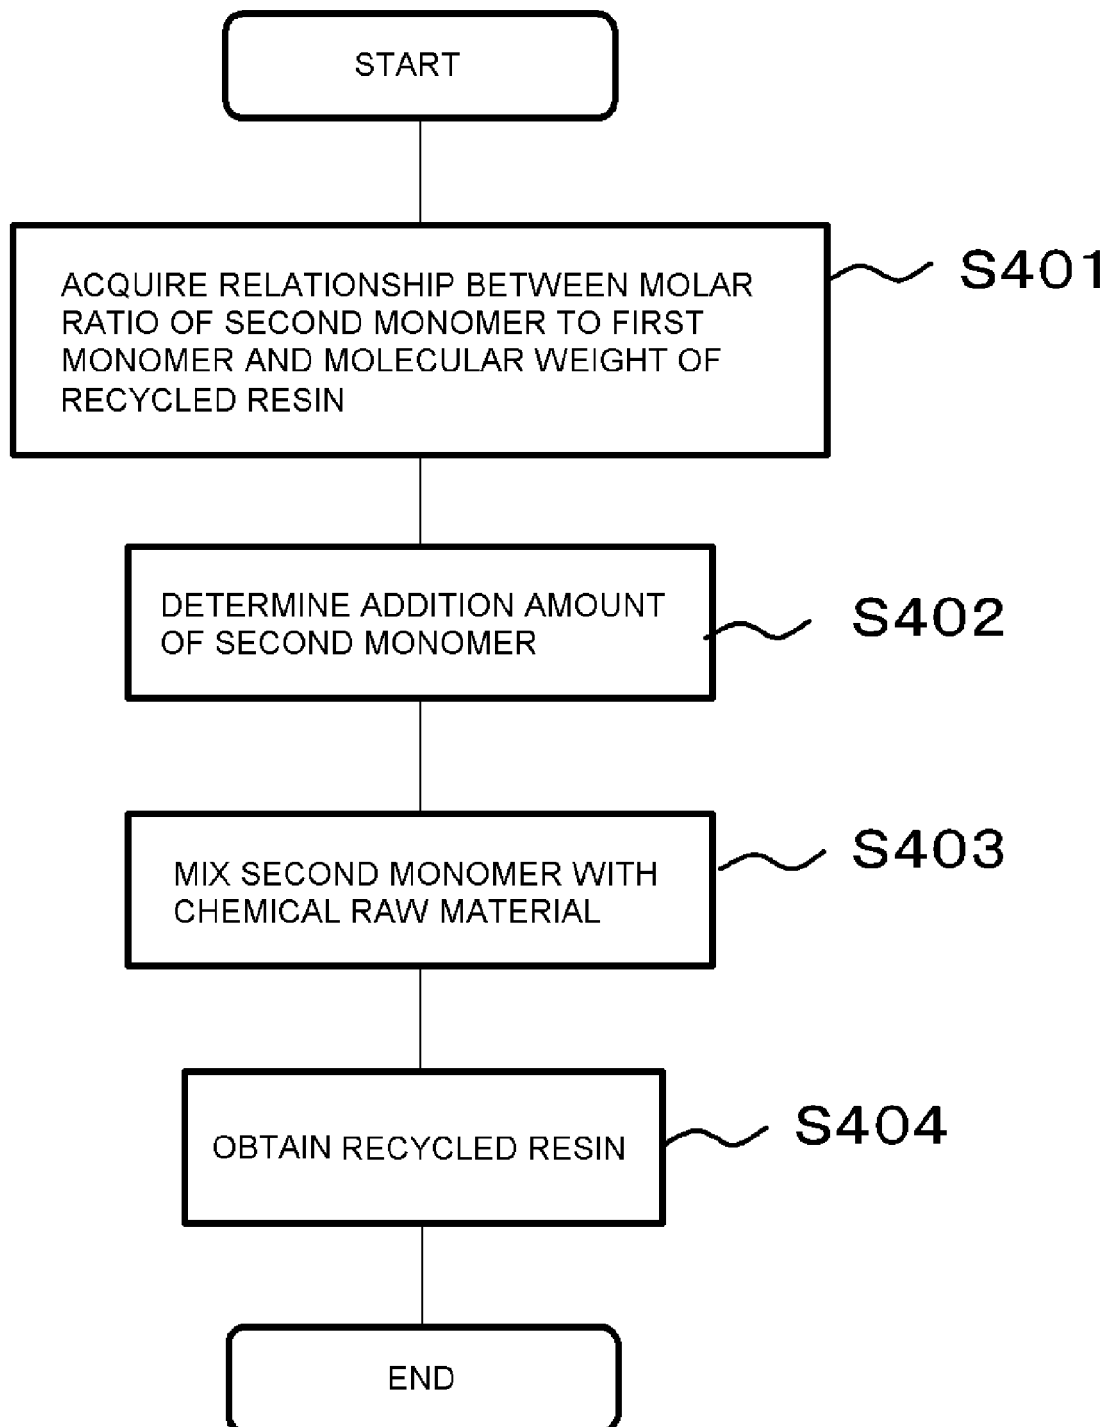 START
ACQUIRE RELATIONSHIP BETWEEN MOLAR
RATIO OF SECOND MONOMER TO FIRST
MONOMER AND MOLECULAR WEIGHT OF
RECYCLED RESIN
S401
DETERMINE ADDITION AMOUNT
OF SECOND MONOMER
S402
MIX SECOND MONOMER WITH
CHEMICAL RAW MATERIAL
S403
OBTAIN RECYCLED RESIN
S404
END